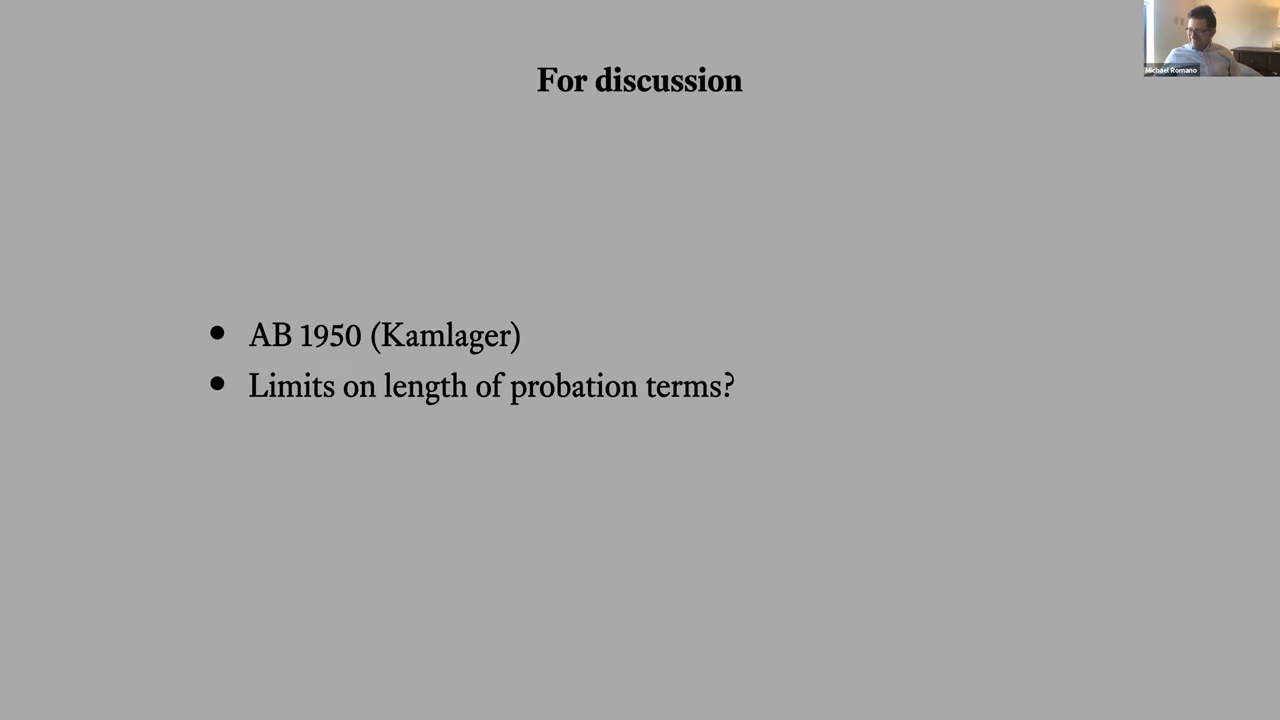 Michael Romano
For discussion
• AB 1950 (Kamlager)
• Limits on length of probation terms?